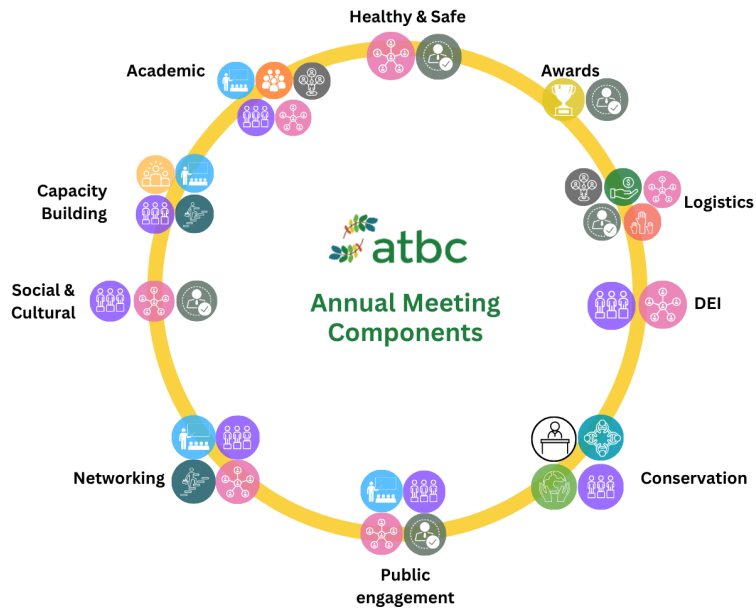 Healthy & Safe
Academic
Awards
Capacity
Building
Logistics
atbc
Annual Meeting
Components
Social &
Cultural
DEI
Networking
Conservation
Public
engagement